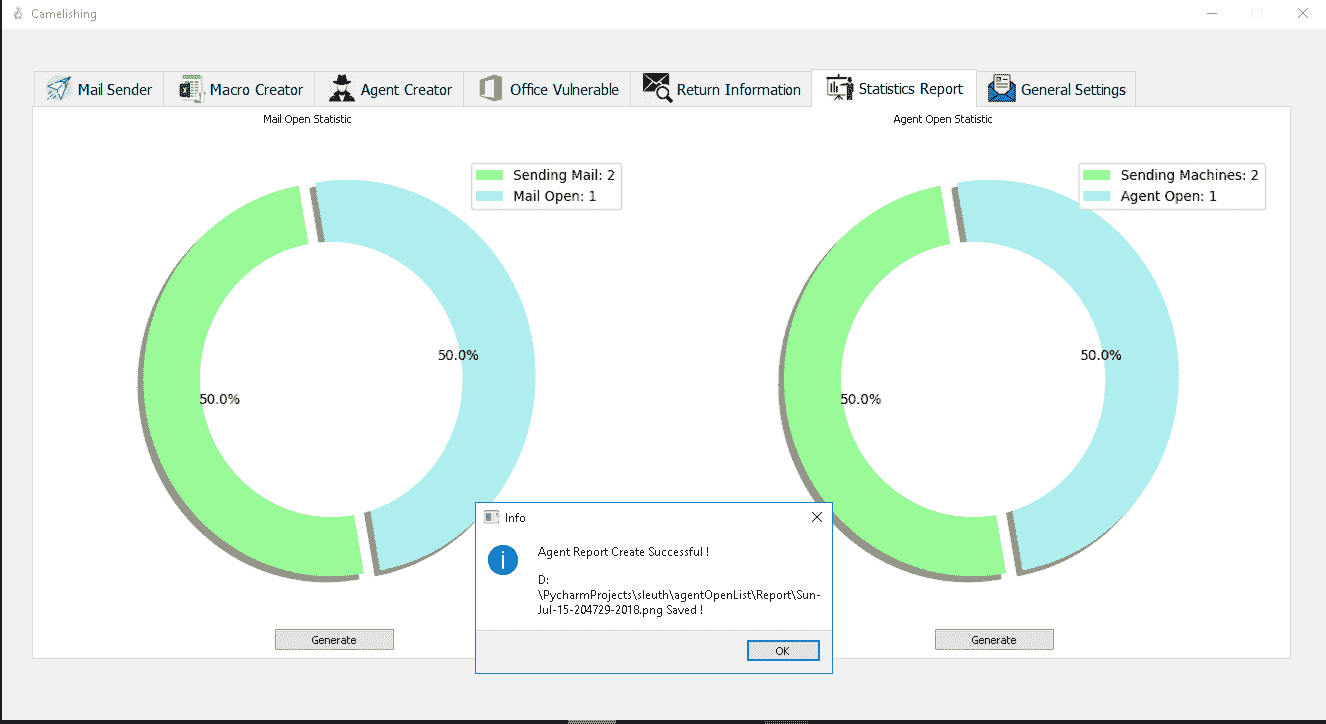 Camelishing
Mail Sender
Macro Creator
Agent Creator
Office Vulnerable
Return Information
Statistics Report
General Settings
Mail Open Statistic
Sending Mail: 2
Mail Open: 1
50.0%
50.0%
Generate
Agent Open Statistic
Sending Machines: 2
Agent Open: 1
50.0%
50.0%
Generate
Info
Agent Report Create Successful !
D:
\PycharmProjects\sleuth\agentOpenList\Report\Sun-
Jul-15-204729-2018.png Saved !
OK